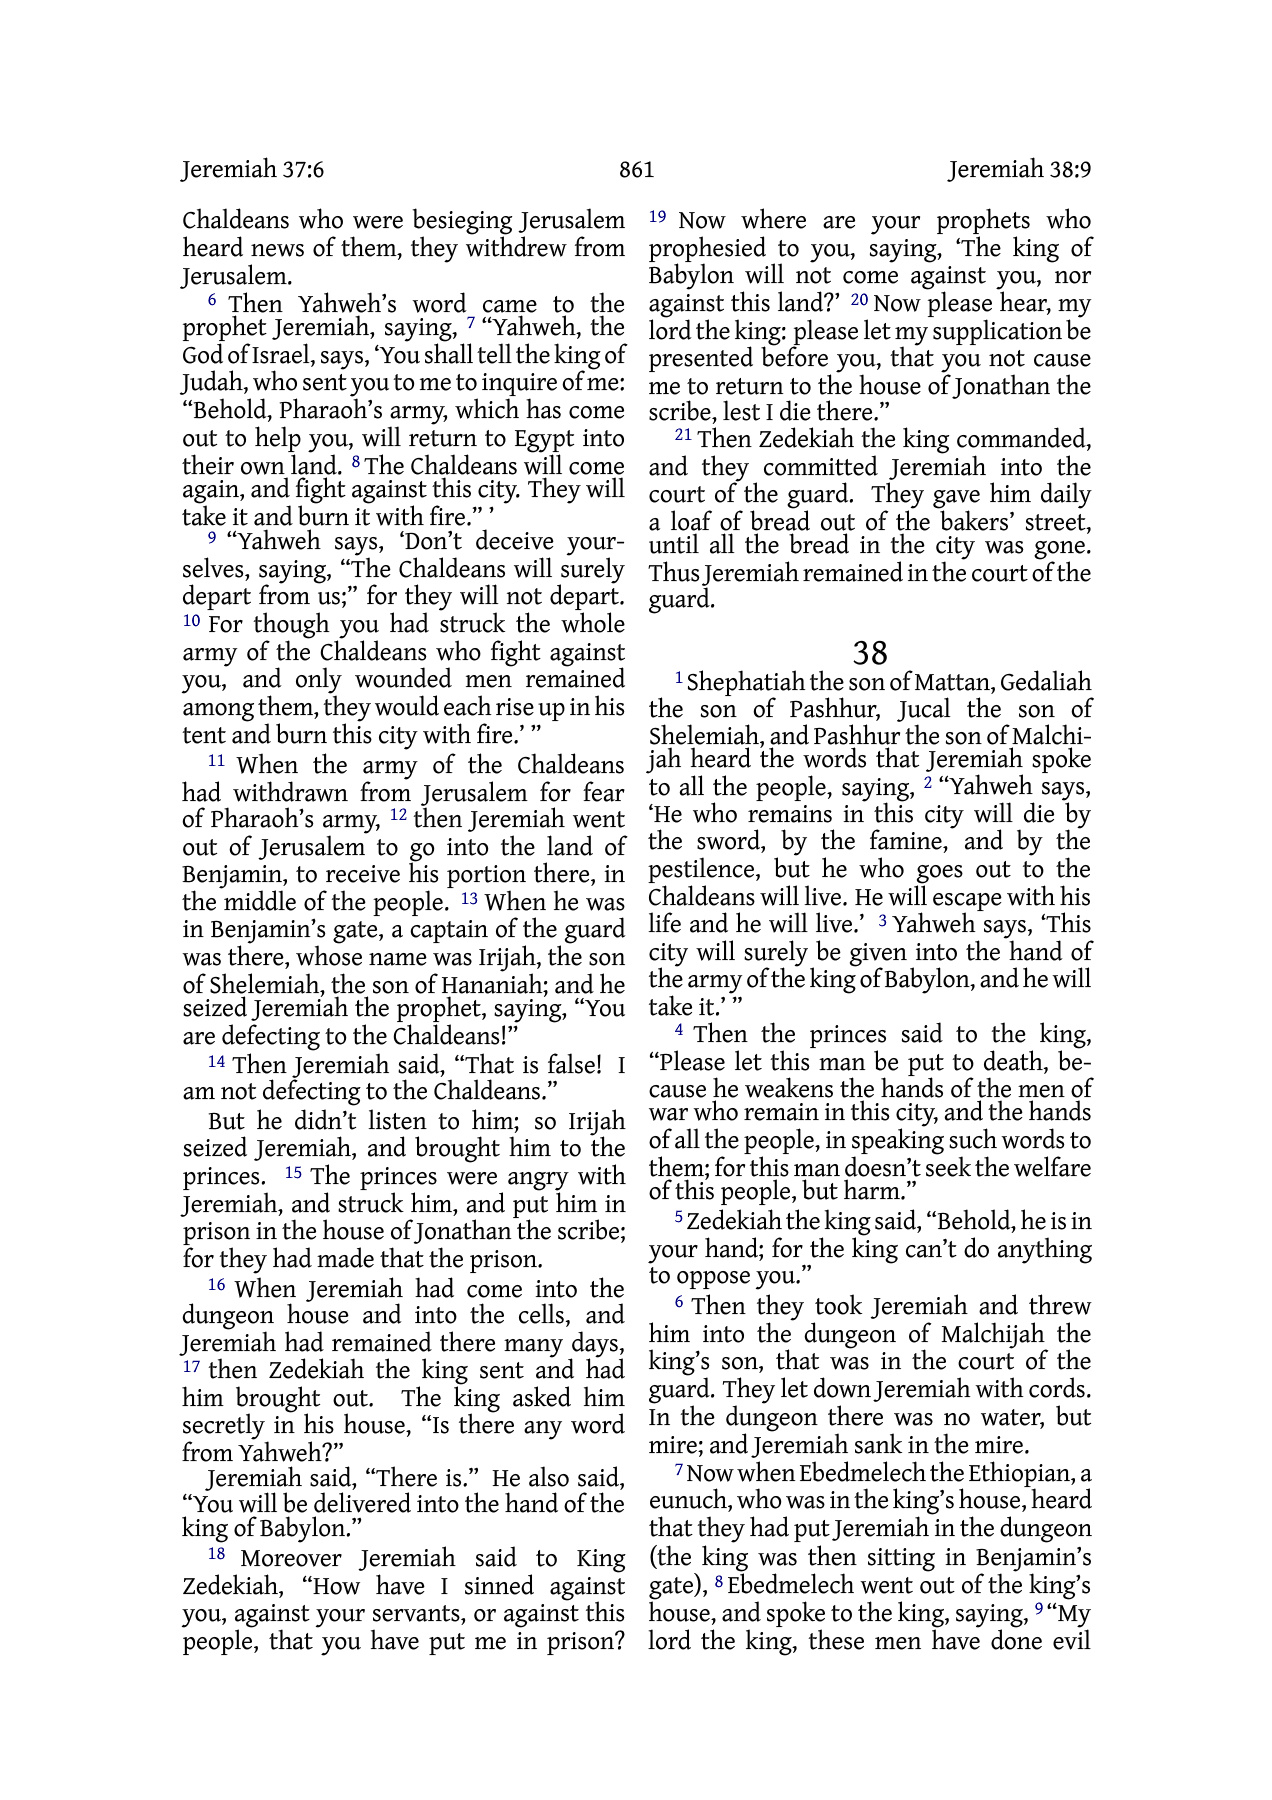 Jeremiah 37:6 861 Jeremiah 38:9
Chaldeans who were besieging Jerusalem
heard news of them, they withdrew from
Jerusalem.
6 Then Yahweh’s word came to the
prophet Jeremiah, saying, 7 “Yahweh, the
God of Israel, says, ‘You shall tell the king of
Judah, who sent you to me to inquire of me:
“Behold, Pharaoh’s army, which has come
out to help you, will return to Egypt into
their own land. 8 The Chaldeans will come
again, and fight against this city. They will
take it and burn it with fire.” ’
9 “Yahweh says, ‘Don’t deceive your-
selves, saying, “The Chaldeans will surely
depart from us;” for they will not depart.
10 For though you had struck the whole
army of the Chaldeans who fight against
you, and only wounded men remained
among them, they would each rise up in his
tent and burn this city with fire.’ ”
11 When the army of the Chaldeans
had withdrawn from Jerusalem for fear
of Pharaoh’s army, 12 then Jeremiah went
out of Jerusalem to go into the land of
Benjamin, to receive his portion there, in
the middle of the people. 13 When he was
in Benjamin’s gate, a captain of the guard
was there, whose name was Irijah, the son
of Shelemiah, the son of Hananiah; and he
seized Jeremiah the prophet, saying, “You
are defecting to the Chaldeans!”
14 Then Jeremiah said, “That is false! I
am not defecting to the Chaldeans.”
But he didn’t listen to him; so Irijah
seized Jeremiah, and brought him to the
princes. 15 The princes were angry with
Jeremiah, and struck him, and put him in
prison in the house of Jonathan the scribe;
for they had made that the prison.
16 When Jeremiah had come into the
dungeon house and into the cells, and
Jeremiah had remained there many days,
17 then Zedekiah the king sent and had
him brought out. The king asked him
secretly in his house, “Is there any word
from Yahweh?”
Jeremiah said, “There is.” He also said,
“You will be delivered into the hand of the
king of Babylon.”
18 Moreover Jeremiah said to King
Zedekiah, “How have I sinned against
you, against your servants, or against this
people, that you have put me in prison?
19 Now where are your prophets who
prophesied to you, saying, ‘The king of
Babylon will not come against you, nor
against this land?’ 20 Now please hear, my
lord the king: please let my supplication be
presented before you, that you not cause
me to return to the house of Jonathan the
scribe, lest I die there.”
21 Then Zedekiah the king commanded,
and they committed Jeremiah into the
court of the guard. They gave him daily
a loaf of bread out of the bakers’ street,
until all the bread in the city was gone.
Thus Jeremiah remained in the court of the
guard.
38
1 Shephatiah the son of Mattan, Gedaliah
the son of Pashhur, Jucal the son of
Shelemiah, and Pashhur the son of Malchi-
jah heard the words that Jeremiah spoke
to all the people, saying, 2 “Yahweh says,
‘He who remains in this city will die by
the sword, by the famine, and by the
pestilence, but he who goes out to the
Chaldeans will live. He will escape with his
life and he will live.’ 3 Yahweh says, ‘This
city will surely be given into the hand of
the army of the king of Babylon, and he will
take it.’ ”
4 Then the princes said to the king,
“Please let this man be put to death, be-
cause he weakens the hands of the men of
war who remain in this city, and the hands
of all the people, in speaking such words to
them; for this man doesn’t seek the welfare
of this people, but harm.”
5 Zedekiah the king said, “Behold, he is in
your hand; for the king can’t do anything
to oppose you.”
6 Then they took Jeremiah and threw
him into the dungeon of Malchijah the
king’s son, that was in the court of the
guard. They let down Jeremiah with cords.
In the dungeon there was no water, but
mire; and Jeremiah sank in the mire.
7 Now when Ebedmelech the Ethiopian, a
eunuch, who was in the king’s house, heard
that they had put Jeremiah in the dungeon
(the king was then sitting in Benjamin’s
gate), 8 Ebedmelech went out of the king’s
house, and spoke to the king, saying, 9 “My
lord the king, these men have done evil